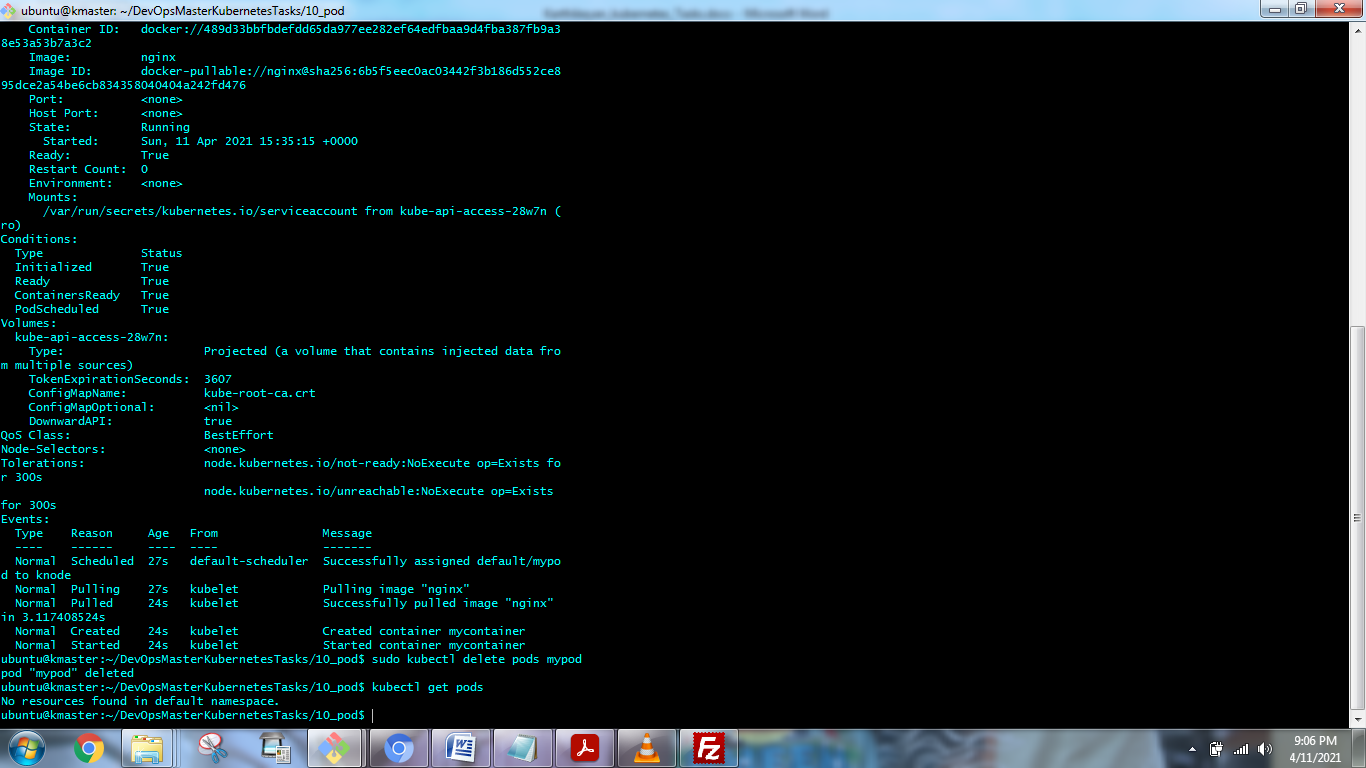 ubuntu@kmaster: ~/DevOpsMasterKubernetesTasks/10_pod
    Container ID:   docker://489d33bbfbdefdd65da977ee282ef64edfbaa9d4fba387fb9a3
8e53a53b7a3c2
    Image:          nginx
    Image ID:       docker-pullable://nginx@sha256:6b5f5eec0ac03442f3b186d552ce8
95dce2a54be6cb834358040404a242fd476
    Port:           <none>
    Host Port:      <none>
    State:          Running
      Started:      Sun, 11 Apr 2021 15:35:15 +0000
    Ready:          True
    Restart Count:  0
    Environment:    <none>
    Mounts:
      /var/run/secrets/kubernetes.io/serviceaccount from kube-api-access-28w7n (
ro)
Conditions:
  Type              Status
  Initialized       True
  Ready             True
  ContainersReady   True
  PodScheduled      True
Volumes:
  kube-api-access-28w7n:
    Type:                    Projected (a volume that contains injected data fro
m multiple sources)
    TokenExpirationSeconds:  3607
    ConfigMapName:           kube-root-ca.crt
    ConfigMapOptional:       <nil>
    DownwardAPI:             true
QoS Class:                   BestEffort
Node-Selectors:              <none>
Tolerations:                 node.kubernetes.io/not-ready:NoExecute op=Exists fo
r 300s
                             node.kubernetes.io/unreachable:NoExecute op=Exists
for 300s
Events:
  Type    Reason     Age   From               Message
  ----    ------     ----  ----               -------
  Normal  Scheduled  27s   default-scheduler  Successfully assigned default/mypo
d to knode
  Normal  Pulling    27s   kubelet            Pulling image "nginx"
  Normal  Pulled     24s   kubelet            Successfully pulled image "nginx"
in 3.117408524s
  Normal  Created    24s   kubelet            Created container mycontainer
  Normal  Started    24s   kubelet            Started container mycontainer
ubuntu@kmaster:~/DevOpsMasterKubernetesTasks/10_pod$ sudo kubectl delete pods mypod
pod "mypod" deleted
ubuntu@kmaster:~/DevOpsMasterKubernetesTasks/10_pod$ kubectl get pods
No resources found in default namespace.
ubuntu@kmaster:~/DevOpsMasterKubernetesTasks/10_pod$
9:06 PM
4/11/2021